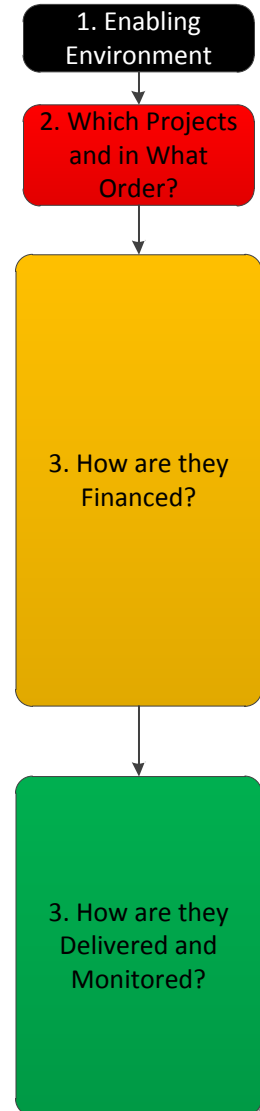 1. Enabling
Environment
2. Which Projects
and in What
Order?
3. How are they
Financed?
3. How are they
Delivered and
Monitored?